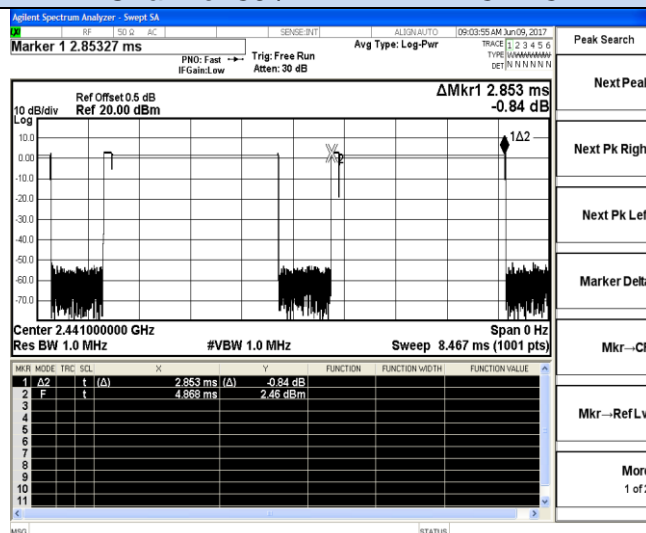 Agilent Spectrum Analyzer - Swept SA
RF 50 Ω AC SENSE:INT ALIGN AUTO 09:03:55 AM Jun 09, 2017
Marker 1 2.85327 ms
PNO: Fast
IFGain:Low
Trig: Free Run
Atten: 30 dB
Avg Type: Log-Pwr
TRACE 1 2 3 4 5 6
TYPE WWWWWW
DET N N N N N N
Ref Offset 0.5 dB
10 dB/div Ref 20.00 dBm
ΔMkr1 2.853 ms
-0.84 dB
Log
10.0
0.00
-10.0
-20.0
-30.0
-40.0
-50.0
-60.0
-70.0
1Δ2
2
Center 2.441000000 GHz
Span 0 Hz
Res BW 1.0 MHz #VBW 1.0 MHz Sweep 8.467 ms (1001 pts)
MKR MODE TRC SCL X Y FUNCTION FUNCTION WIDTH FUNCTION VALUE
1 Δ2 t (Δ) 2.853 ms (Δ) -0.84 dB
2 F t 4.868 ms 2.46 dBm
3
4
5
6
7
8
9
10
11
MSG STATUS
Peak Search
Next Peal
Next Pk Righ
Next Pk Lef
Marker Delta
Mkr→CF
Mkr→Ref Lv
More
1 of 2